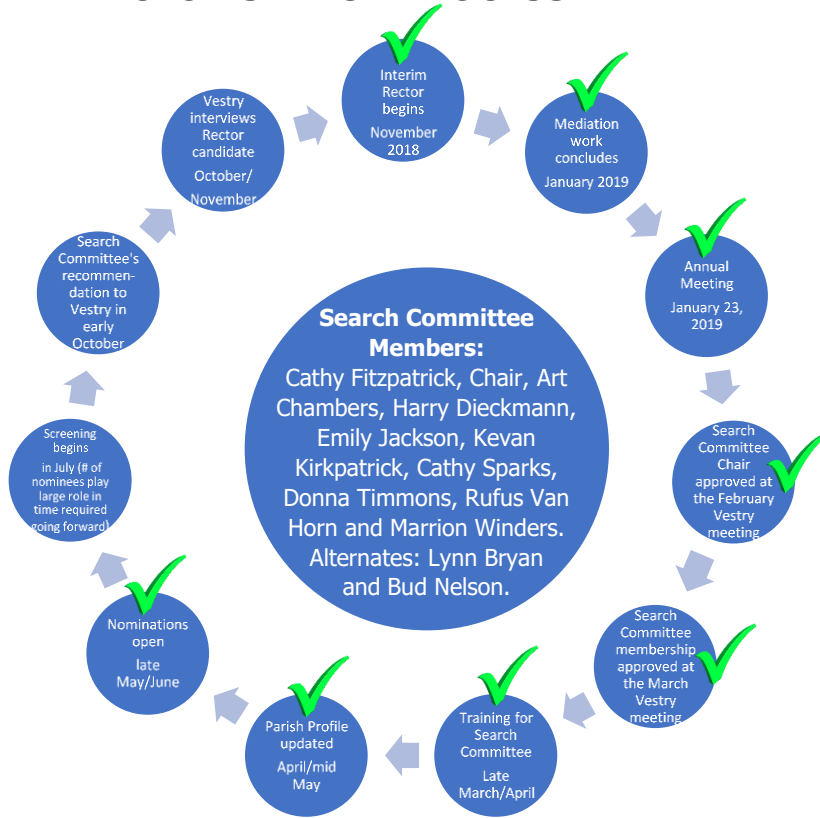 Interim
Rector
begins
November
2018
Mediation
work
concludes
January 2019
Annual
Meeting
January 23,
2019
Search
Committee
Chair
approved at
the February
Vestry
meeting
Search
Committee
membership
approved at
the March
Vestry
meeting
Training for
Search
Committee
Late
March/April
Parish Profile
updated
April/mid
May
Nominations
open
late
May/June
Screening
begins
in July (# of
nominees play
large role in
time required
going forward)
Search
Committee's
recommen-
dation to
Vestry in
early
October
Vestry
interviews
Rector
candidate
October/
November
Search Committee
Members:
Cathy Fitzpatrick, Chair, Art
Chambers, Harry Dieckmann,
Emily Jackson, Kevan
Kirkpatrick, Cathy Sparks,
Donna Timmons, Rufus Van
Horn and Marrion Winders.
Alternates: Lynn Bryan
and Bud Nelson.